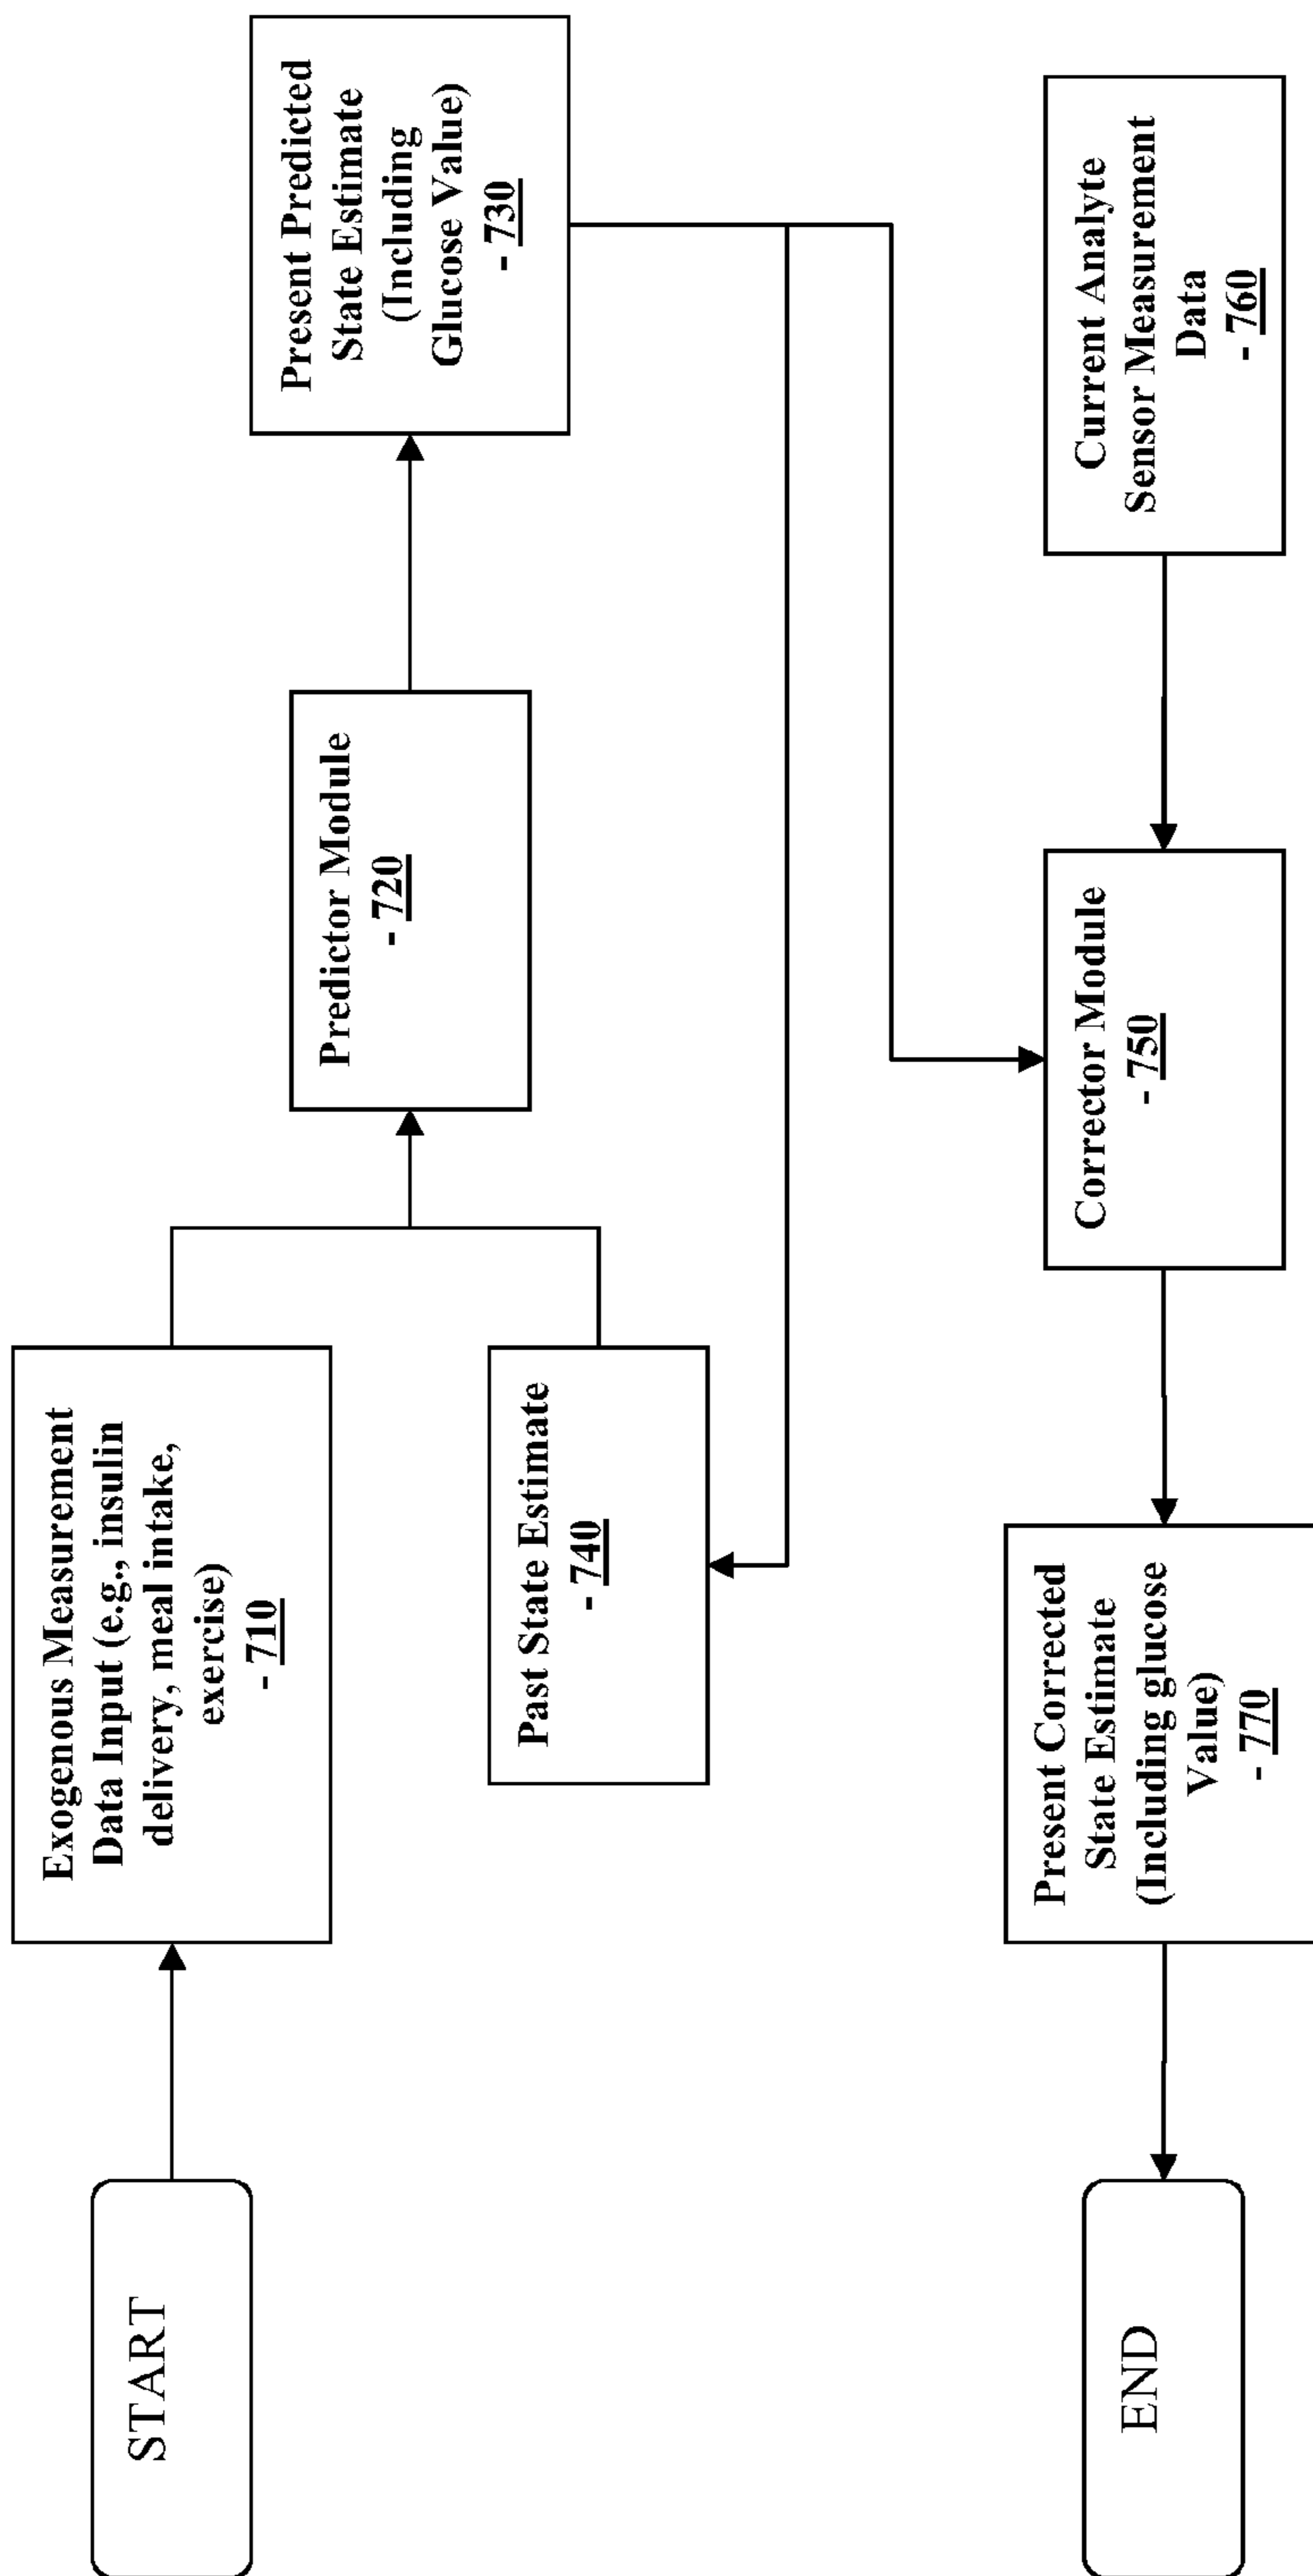 START
Exogenous Measurement
Data Input (e.g., insulin
delivery, meal intake,
exercise)
- 710
Past State Estimate
- 740
Predictor Module
- 720
Present Predicted
State Estimate
(Including
Glucose Value)
- 730
END
Present Corrected
State Estimate
(Including glucose
Value)
- 770
Corrector Module
- 750
Current Analyte
Sensor Measurement
Data
- 760